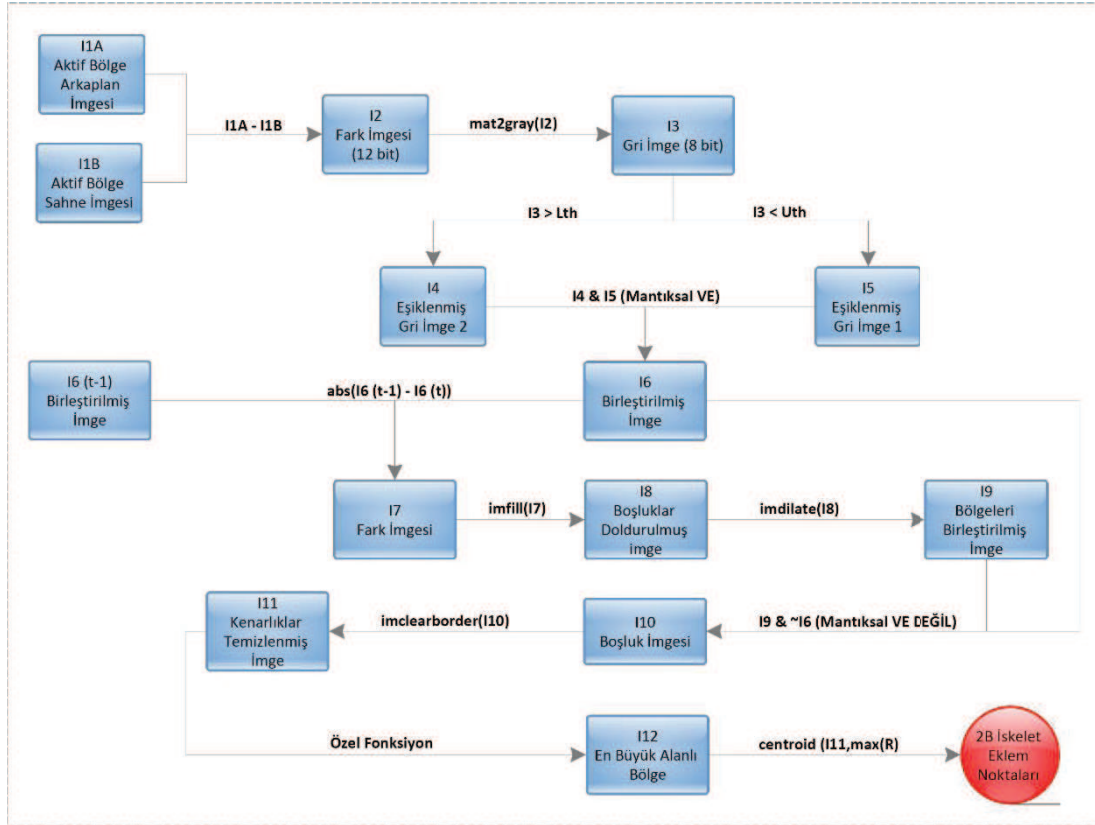 I1A
Aktif Bölge
Arkaplan
İmgesi
I1A - I1B
I1B
Aktif Bölge
Sahne İmgesi
I2
Fark İmgesi
(12 bit)
mat2gray(I2)
I3
Gri İmge (8 bit)
I3 > Lth
I3 < Uth
I4
Eşiklenmiş
Gri İmge 2
I4 & I5 (Mantıksal VE)
I5
Eşiklenmiş
Gri İmge 1
I6 (t-1)
Birleştirilmiş
İmge
abs(I6 (t-1) - I6 (t))
I6
Birleştirilmiş
İmge
I7
Fark İmgesi
imfill(I7)
I8
Boşluklar
Doldurulmuş
imge
imdilate(I8)
I9
Bölgeleri
Birleştirilmiş
İmge
I9 & ~I6 (Mantıksal VE DEĞİL)
I10
Boşluk İmgesi
imclearborder(I10)
I11
Kenarlıklar
Temizlenmiş
İmge
Özel Fonksiyon
I12
En Büyük Alanlı
Bölge
centroid (I11,max(R)
2B İskelet
Eklem
Noktaları